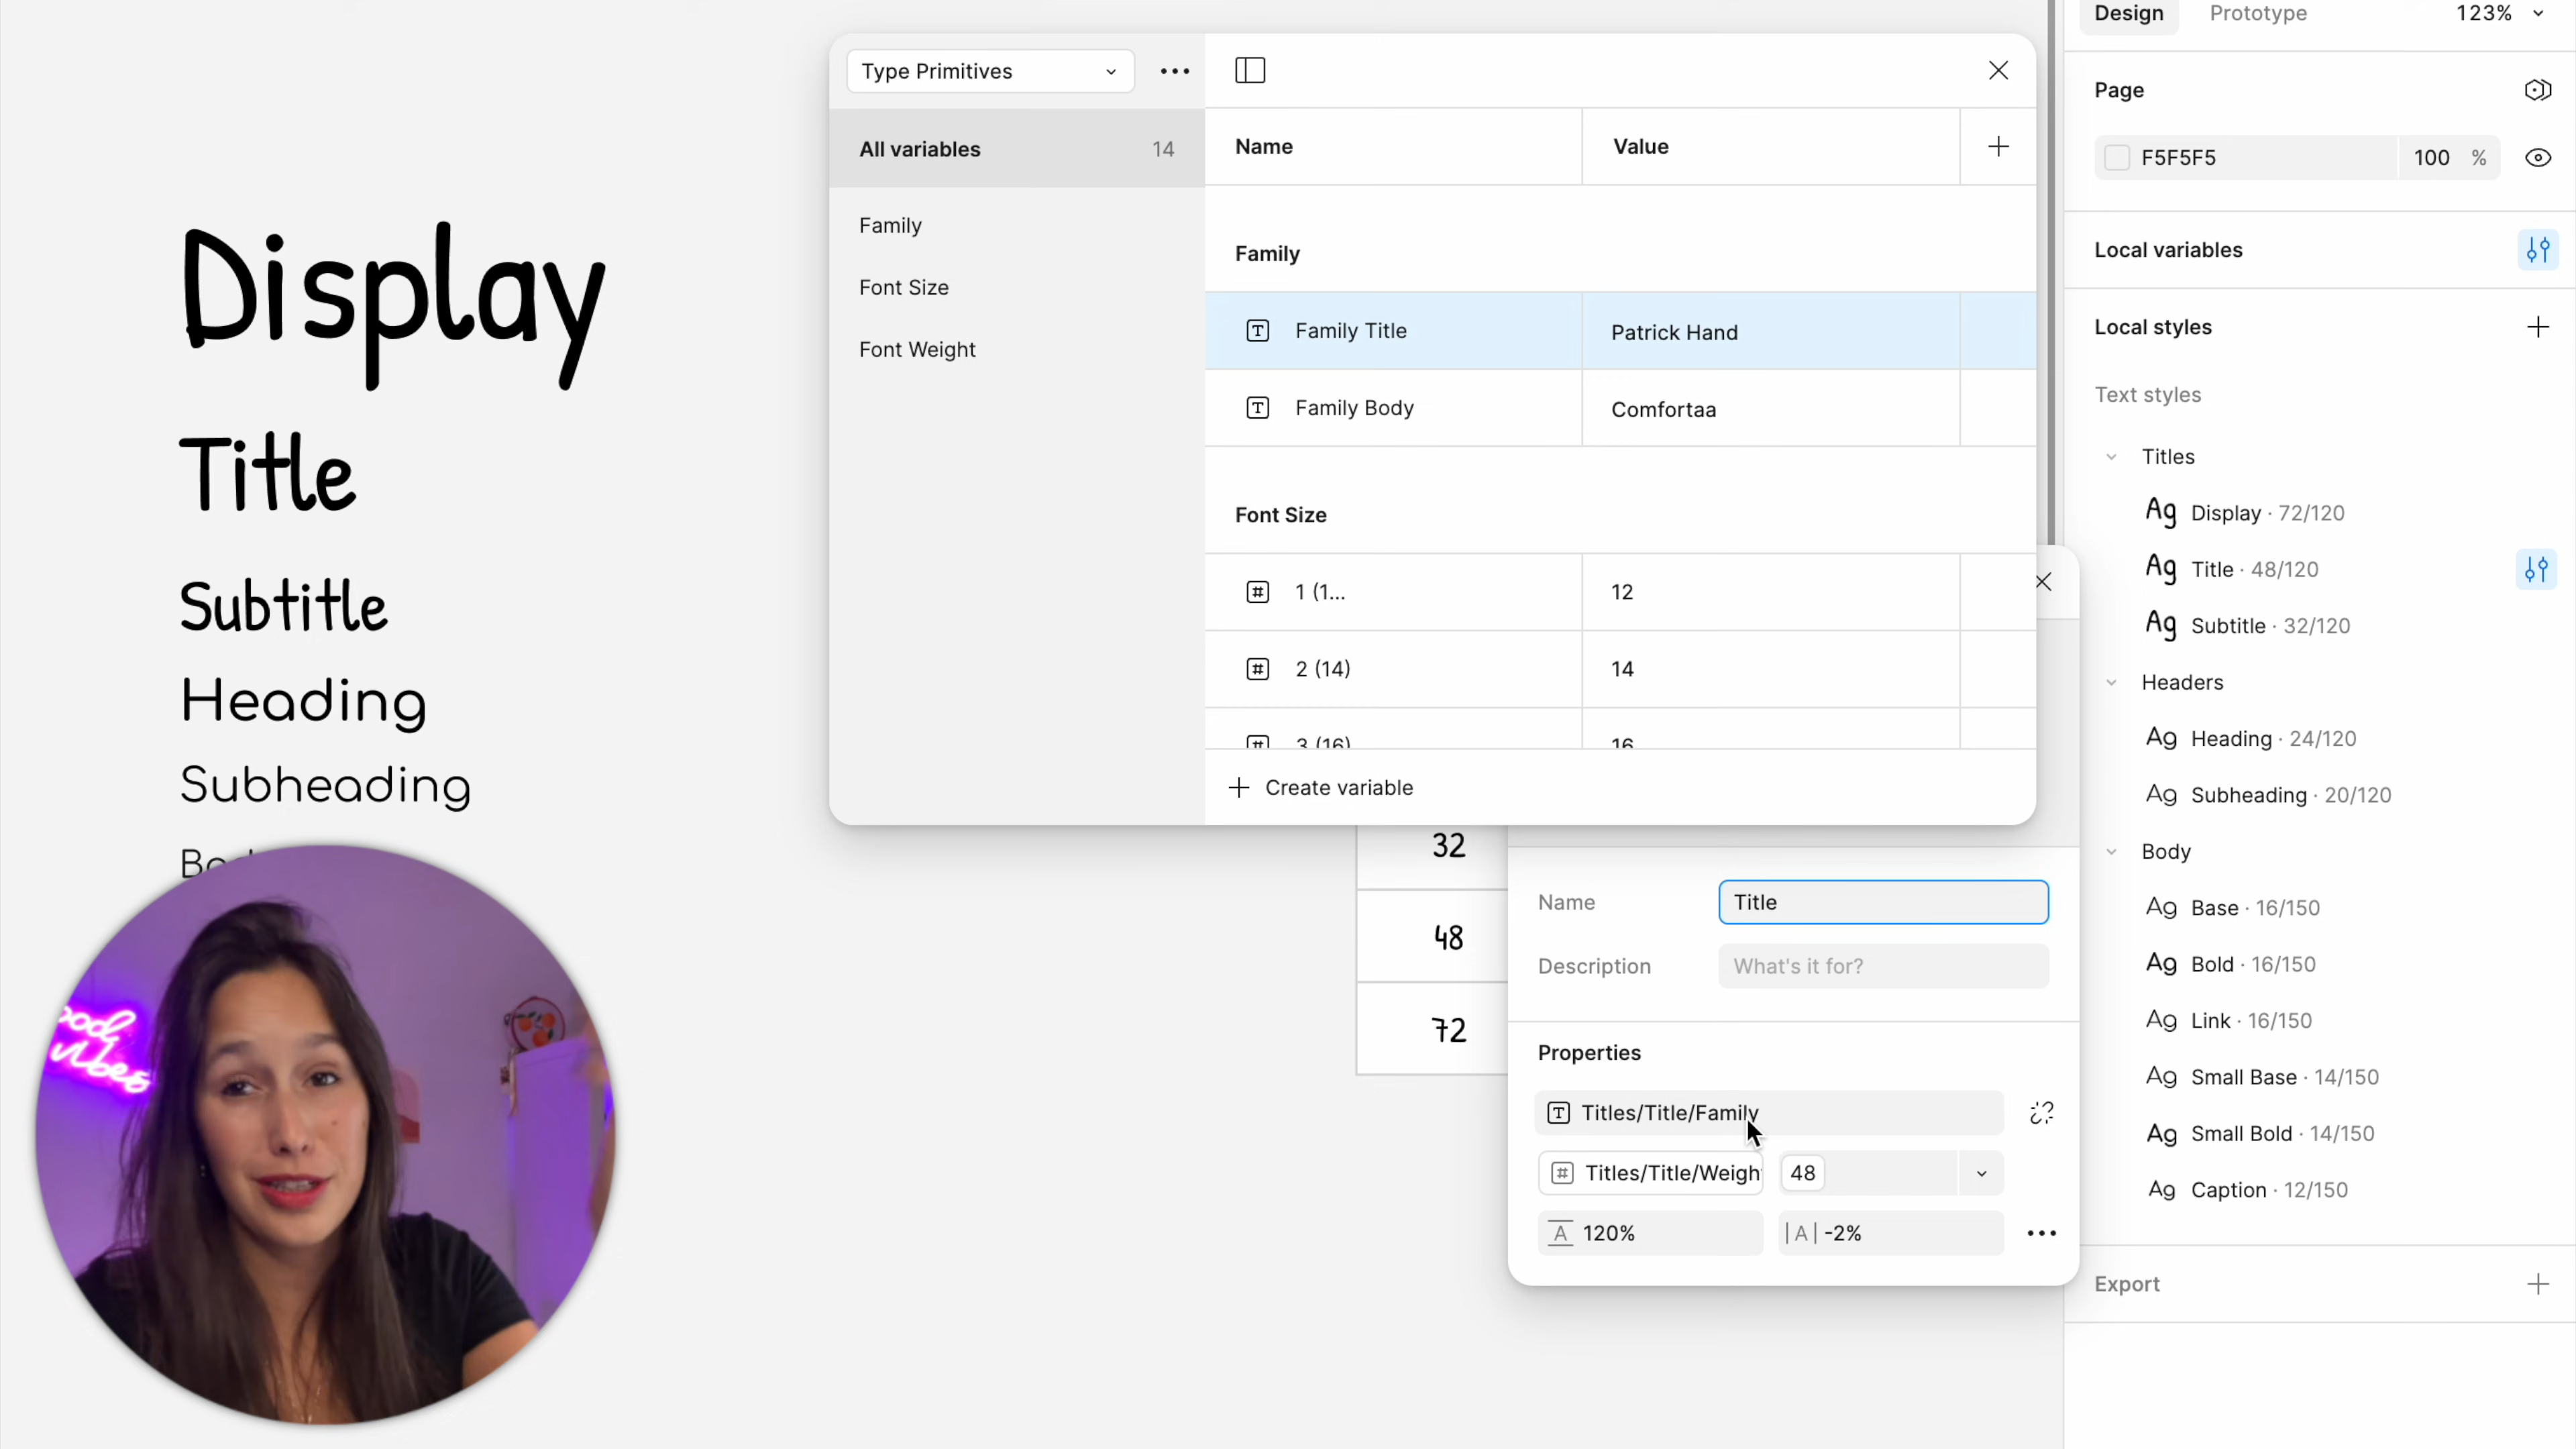 Display
Title
Subtitle
Heading
Subheading
Type Primitives
All variables 14
Family
Font Size
Font Weight
Name Value
Family
Family Title Patrick Hand
Family Body Comfortaa
Font Size
1 (1... 12
2 (14) 14
3 (16) 16
Create variable
32
48
72
Name Title
Description What's it for?
Properties
Titles/Title/Family
Titles/Title/Weigh 48
120% -2%
Design Prototype 123%
Page
F5F5F5 100 %
Local variables
Local styles
Text styles
Titles
Ag Display · 72/120
Ag Title · 48/120
Ag Subtitle · 32/120
Headers
Ag Heading · 24/120
Ag Subheading · 20/120
Body
Ag Base · 16/150
Ag Bold · 16/150
Ag Link · 16/150
Ag Small Base · 14/150
Ag Small Bold · 14/150
Ag Caption · 12/150
Export
vibes